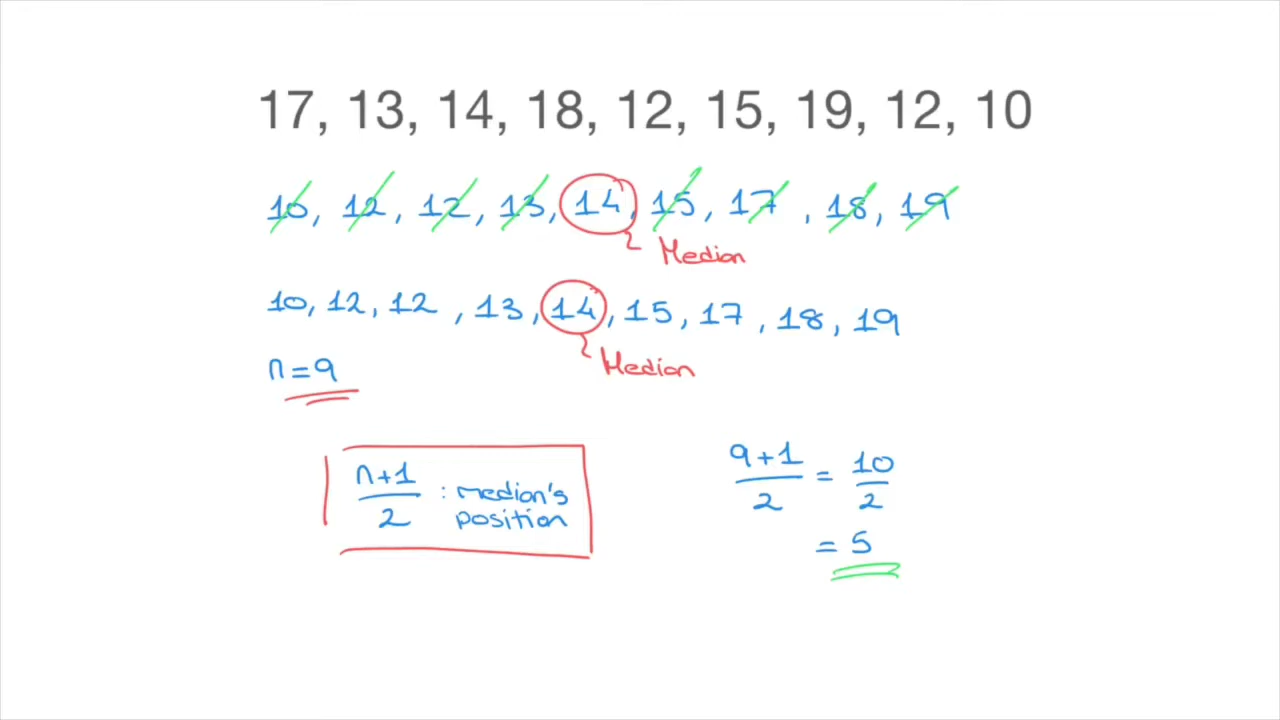 17, 13, 14, 18, 12, 15, 19, 12, 10
10, 12, 12, 13, 14, 15, 17, 18, 19
Median
10, 12, 12, 13, 14, 15, 17, 18, 19
Median
n=9
n+1
2
: median's
position
9+1
2
= 10
2
= 5